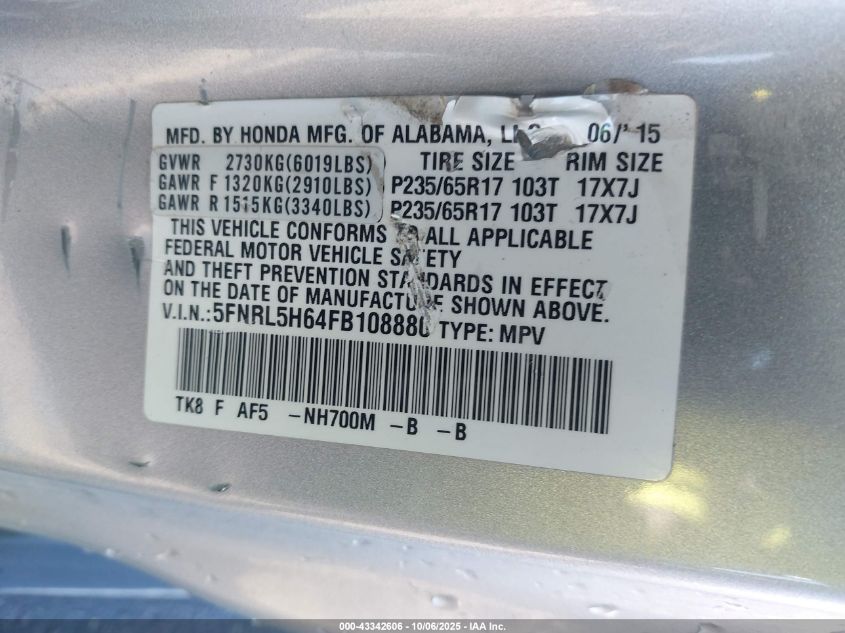 MFD. BY HONDA MFG. OF ALABAMA, LLC 06/'15
GVWR 2730KG(6019LBS) TIRE SIZE RIM SIZE
GAWR F 1320KG(2910LBS) P235/65R17 103T 17X7J
GAWR R 1515KG(3340LBS) P235/65R17 103T 17X7J
THIS VEHICLE CONFORMS TO ALL APPLICABLE
FEDERAL MOTOR VEHICLE SAFETY
AND THEFT PREVENTION STANDARDS IN EFFECT
ON THE DATE OF MANUFACTURE SHOWN ABOVE.
V.I.N.:5FNRL5H64FB108880 TYPE: MPV
TK8 F AF5 -NH700M -B -B
000-43342606 | 10/06/2025 - IAA Inc.